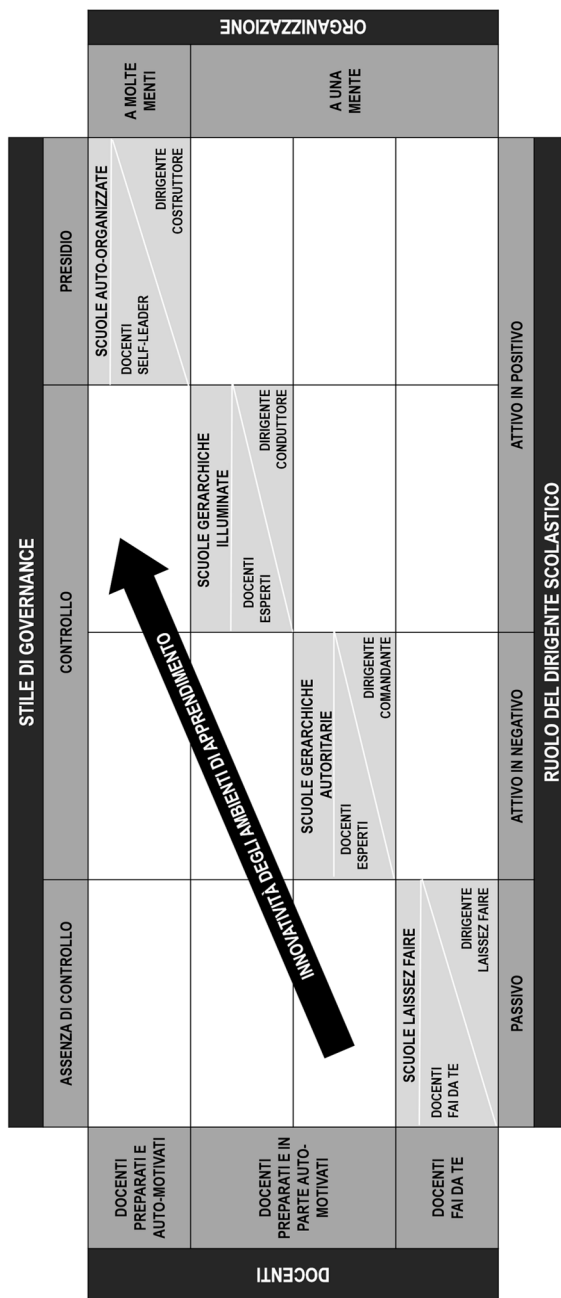 STILE DI GOVERNANCE
ASSENZA DI CONTROLLO
CONTROLLO
PRESIDIO
DOCENTI
DOCENTI
PREPARATI E
AUTO-MOTIVATI
DOCENTI
PREPARATI E IN
PARTE AUTO-
MOTIVATI
DOCENTI
FAI DA TE
INNOVATIVITÀ DEGLI AMBIENTI DI APPRENDIMENTO
SCUOLE AUTO-ORGANIZZATE
DOCENTI
SELF-LEADER
DIRIGENTE
COSTRUTTORE
SCUOLE GERARCHICHE
ILLUMINATE
DOCENTI
ESPERTI
DIRIGENTE
CONDUTTORE
SCUOLE GERARCHICHE
AUTORITARIE
DOCENTI
ESPERTI
DIRIGENTE
COMANDANTE
SCUOLE LAISSEZ FAIRE
DOCENTI
FAI DA TE
DIRIGENTE
LAISSEZ FAIRE
A MOLTE
MENTI
A UNA
MENTE
ORGANIZZAZIONE
PASSIVO
ATTIVO IN NEGATIVO
ATTIVO IN POSITIVO
RUOLO DEL DIRIGENTE SCOLASTICO